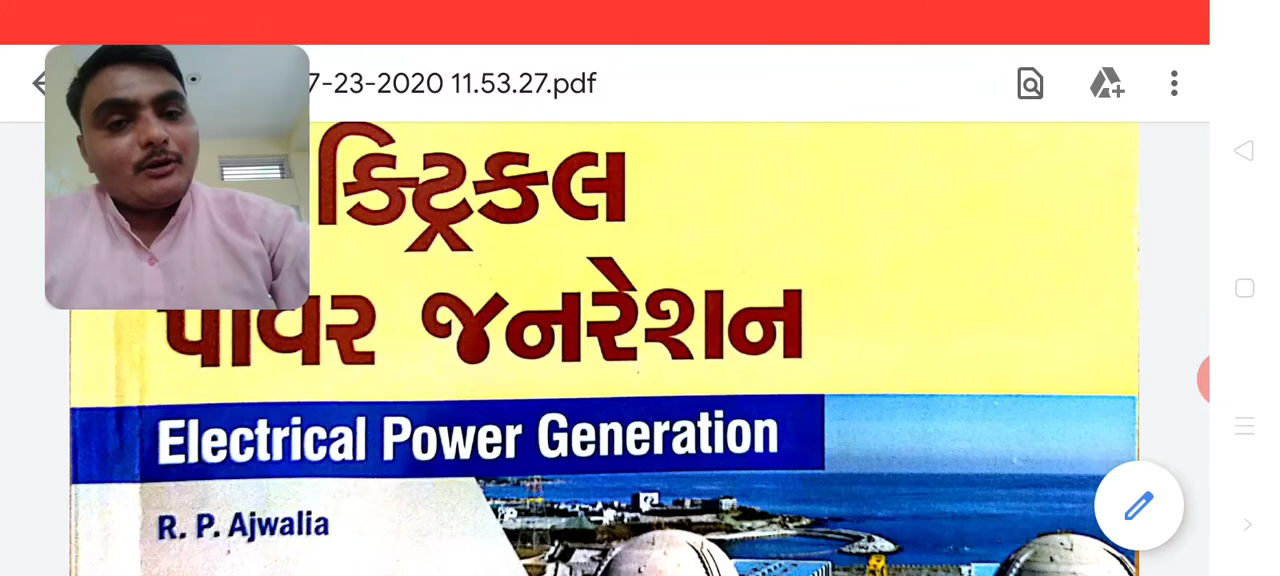 7-23-2020 11.53.27.pdf
ક્ટ્રિકલ
પાવર જનરેશન
Electrical Power Generation
R. P. Ajwalia